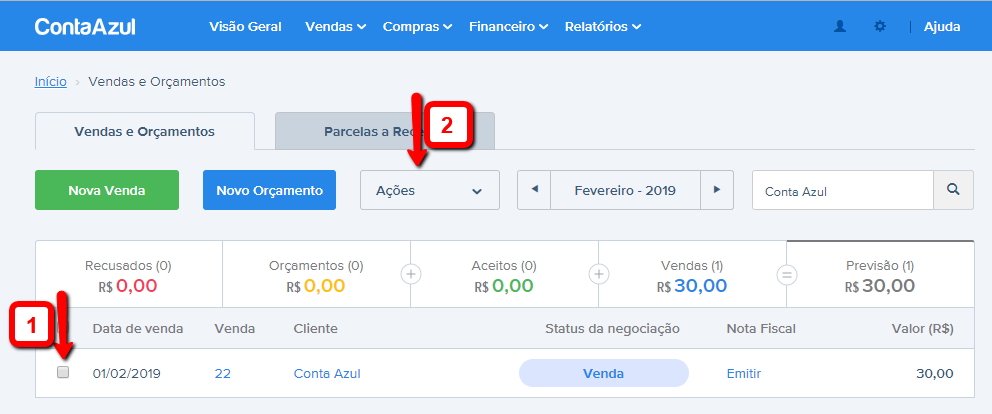 ContaAzul Visão Geral Vendas Compras Financeiro Relatórios | Ajuda
Início › Vendas e Orçamentos
Vendas e Orçamentos Parcelas a Rece
2
Nova Venda Novo Orçamento Ações Fevereiro - 2019 Conta Azul
Recusados (0) Orçamentos (0) Aceitos (0) Vendas (1) Previsão (1)
R$ 0,00 R$ 0,00 + R$ 0,00 + R$ 30,00 = R$ 30,00
1
Data de venda Venda Cliente Status da negociação Nota Fiscal Valor (R$)
01/02/2019 22 Conta Azul Venda Emitir 30,00